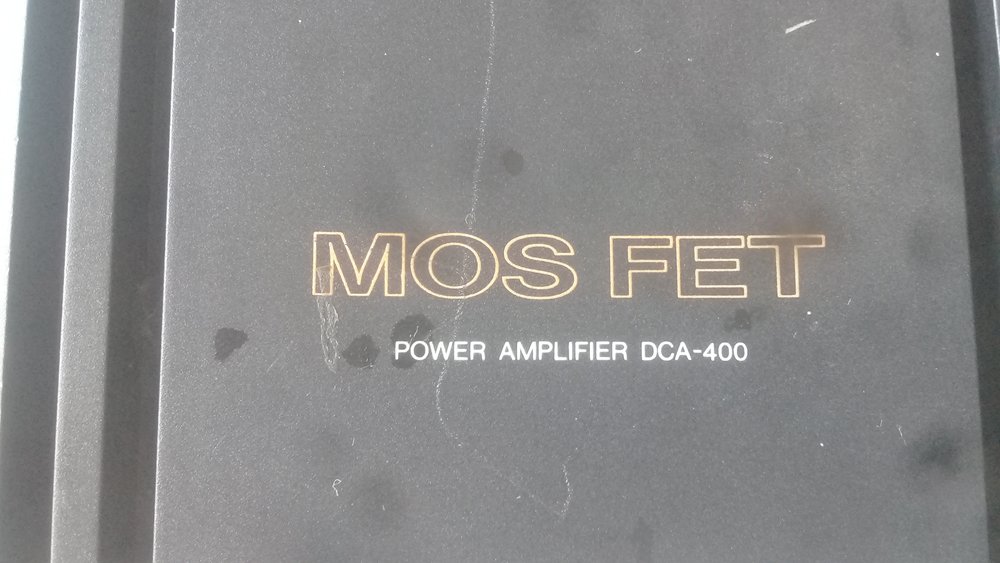 MOS FET
POWER AMPLIFIER DCA-400